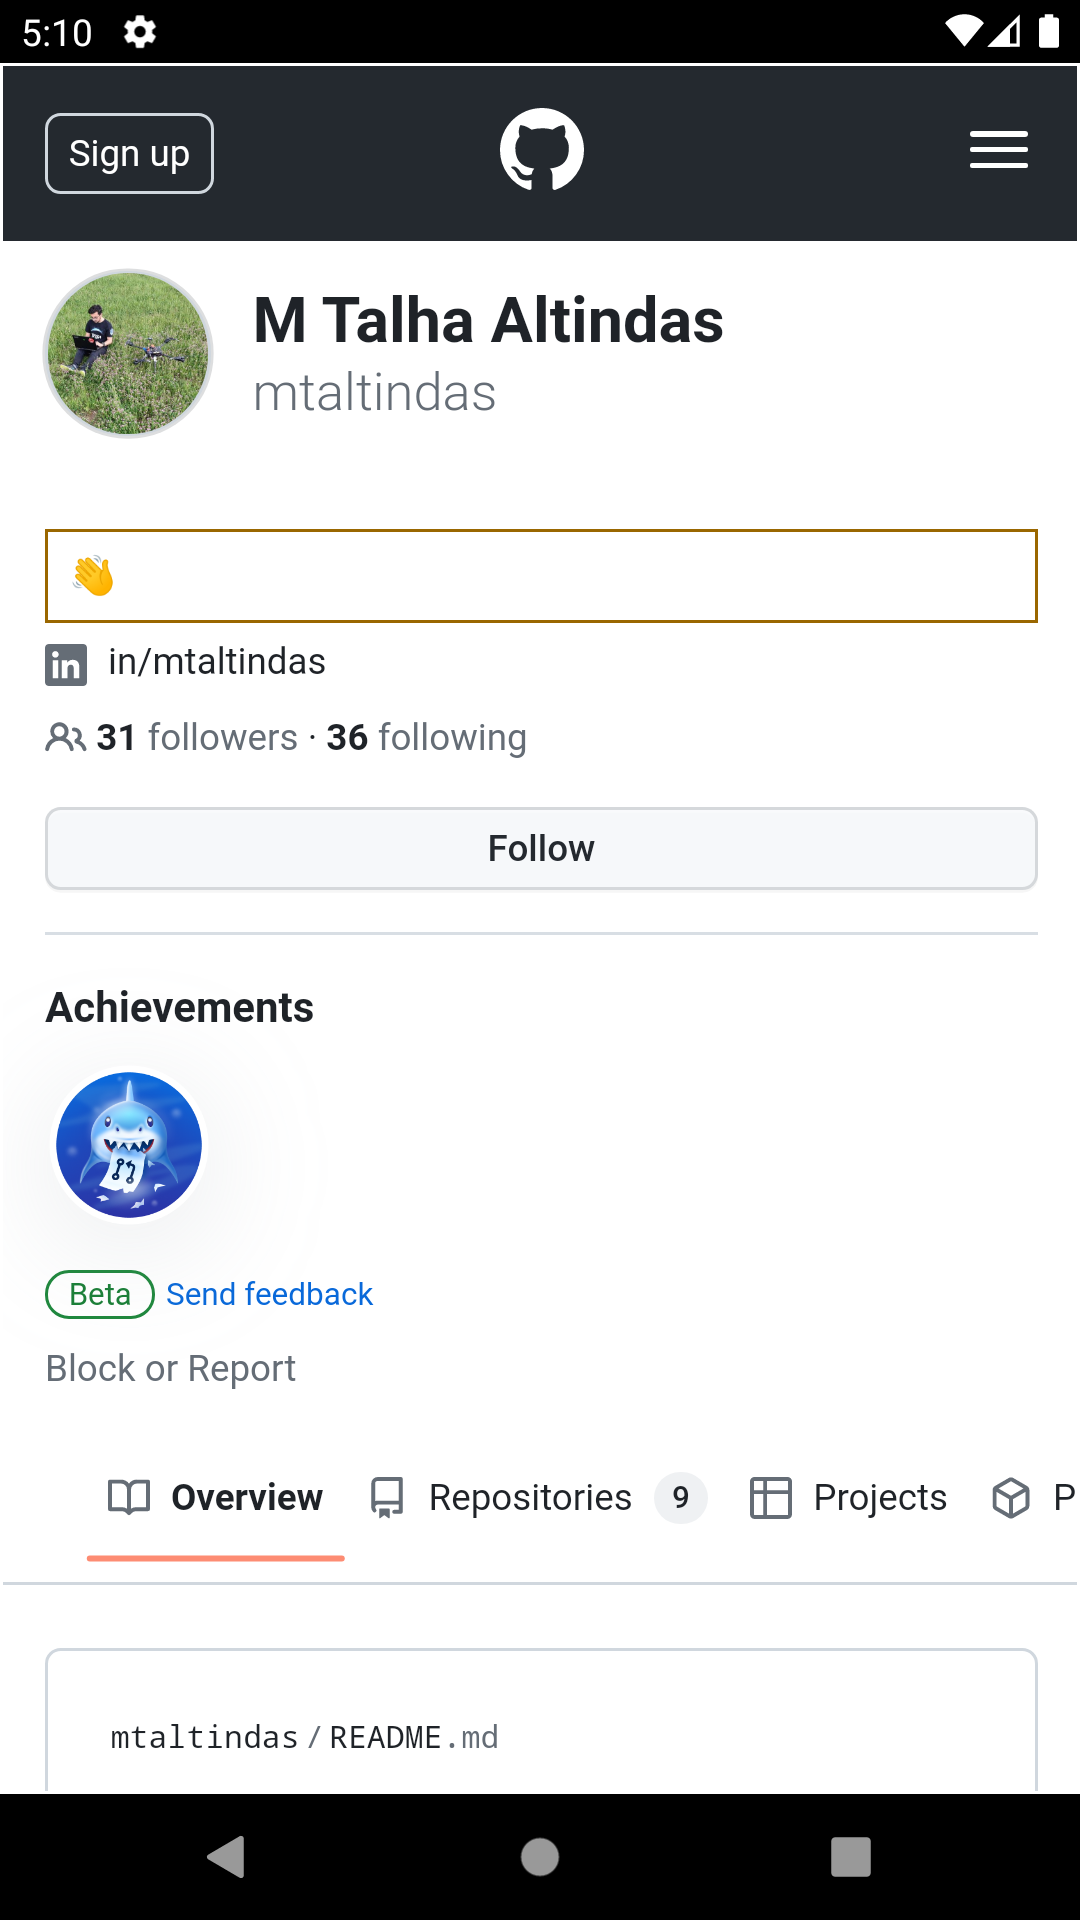 5:10
Sign up
M Talha Altindas
mtaltindas
👋
in/mtaltindas
31 followers · 36 following
Follow
Achievements
Beta Send feedback
Block or Report
Overview Repositories 9 Projects P
mtaltindas/README.md